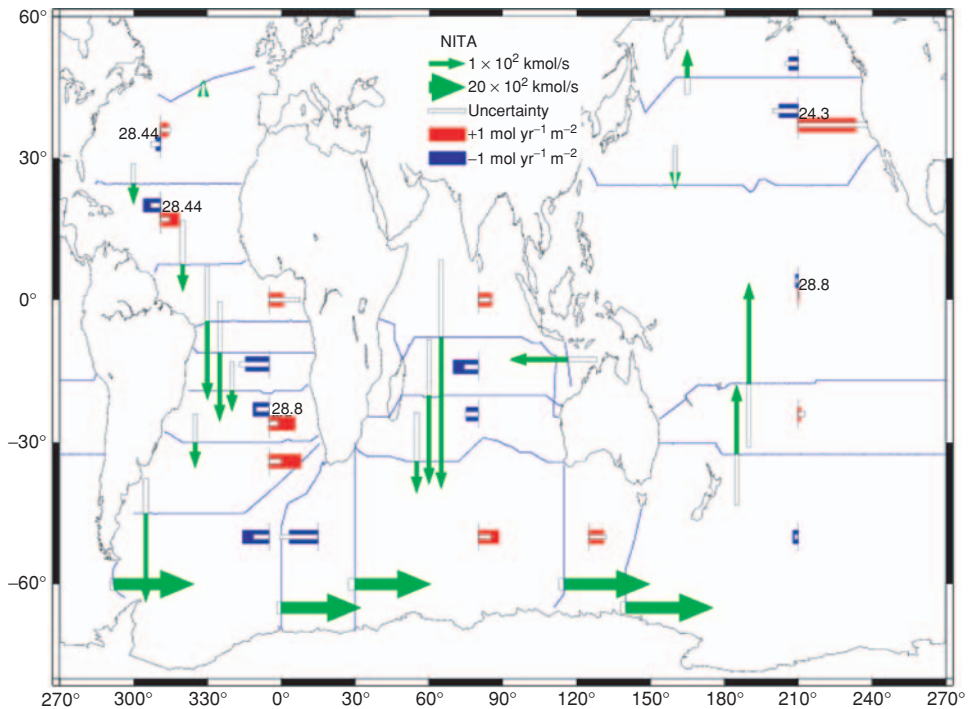 60°
NITA
1 × 10² kmol/s
20 × 10² kmol/s
Uncertainty
+1 mol yr⁻¹ m⁻²
−1 mol yr⁻¹ m⁻²
28.44
24.3
30°
28.44
0°
28.8
28.8
−30°
−60°
270° 300° 330° 0° 30° 60° 90° 120° 150° 180° 210° 240° 270°